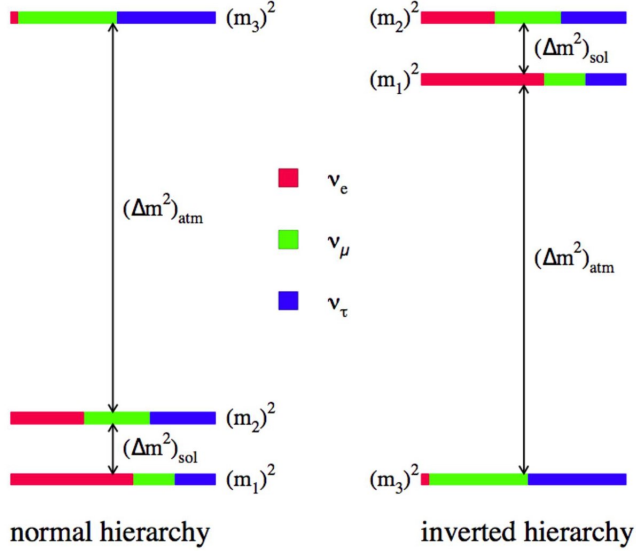 (m₃)²
(Δm²)atm
(m₂)²
(Δm²)sol
(m₁)²
normal hierarchy
νe
νμ
ντ
(m₂)²
(Δm²)sol
(m₁)²
(Δm²)atm
(m₃)²
inverted hierarchy